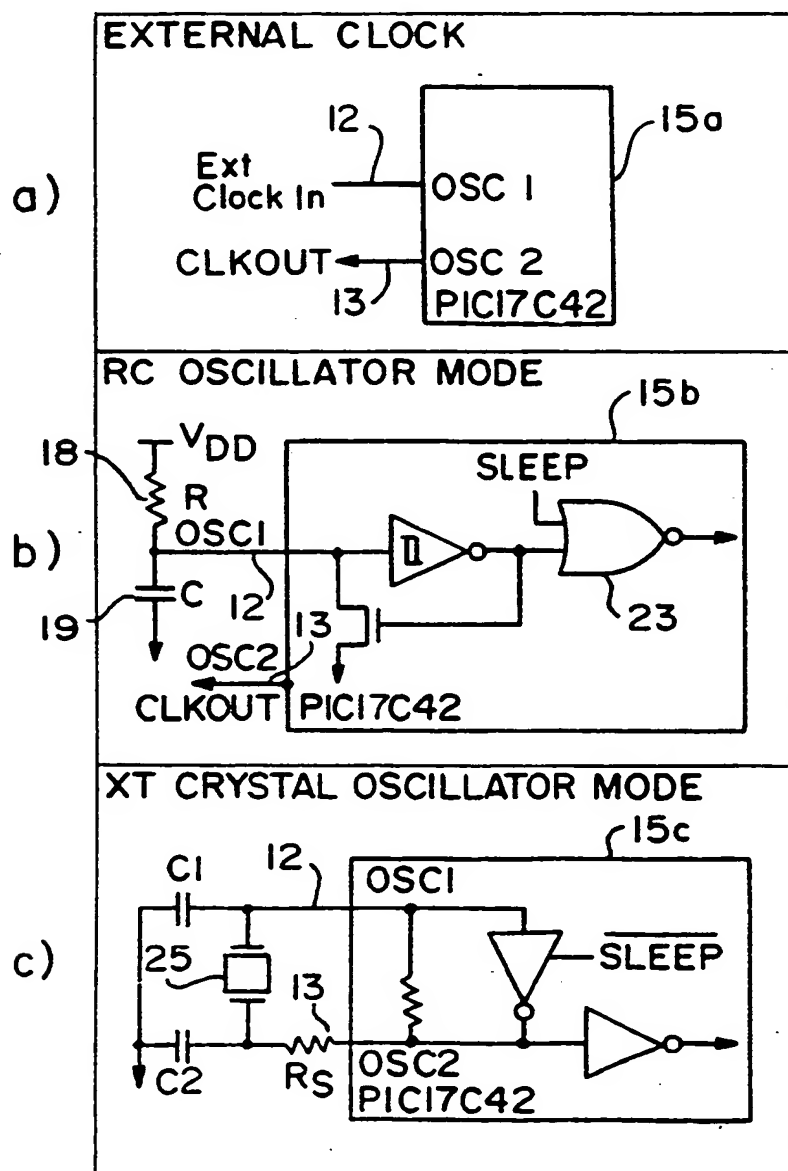 EXTERNAL CLOCK
12
15a
Ext
Clock In
OSC 1
a)
CLKOUT
OSC 2
13
PIC17C42
RC OSCILLATOR MODE
15b
VDD
18
SLEEP
R
OSC1
b)
C
12
19
23
13
OSC2
CLKOUT
PIC17C42
XT CRYSTAL OSCILLATOR MODE
15c
C1
12
OSC1
25
SLEEP
c)
13
OSC2
C2
RS
PIC17C42